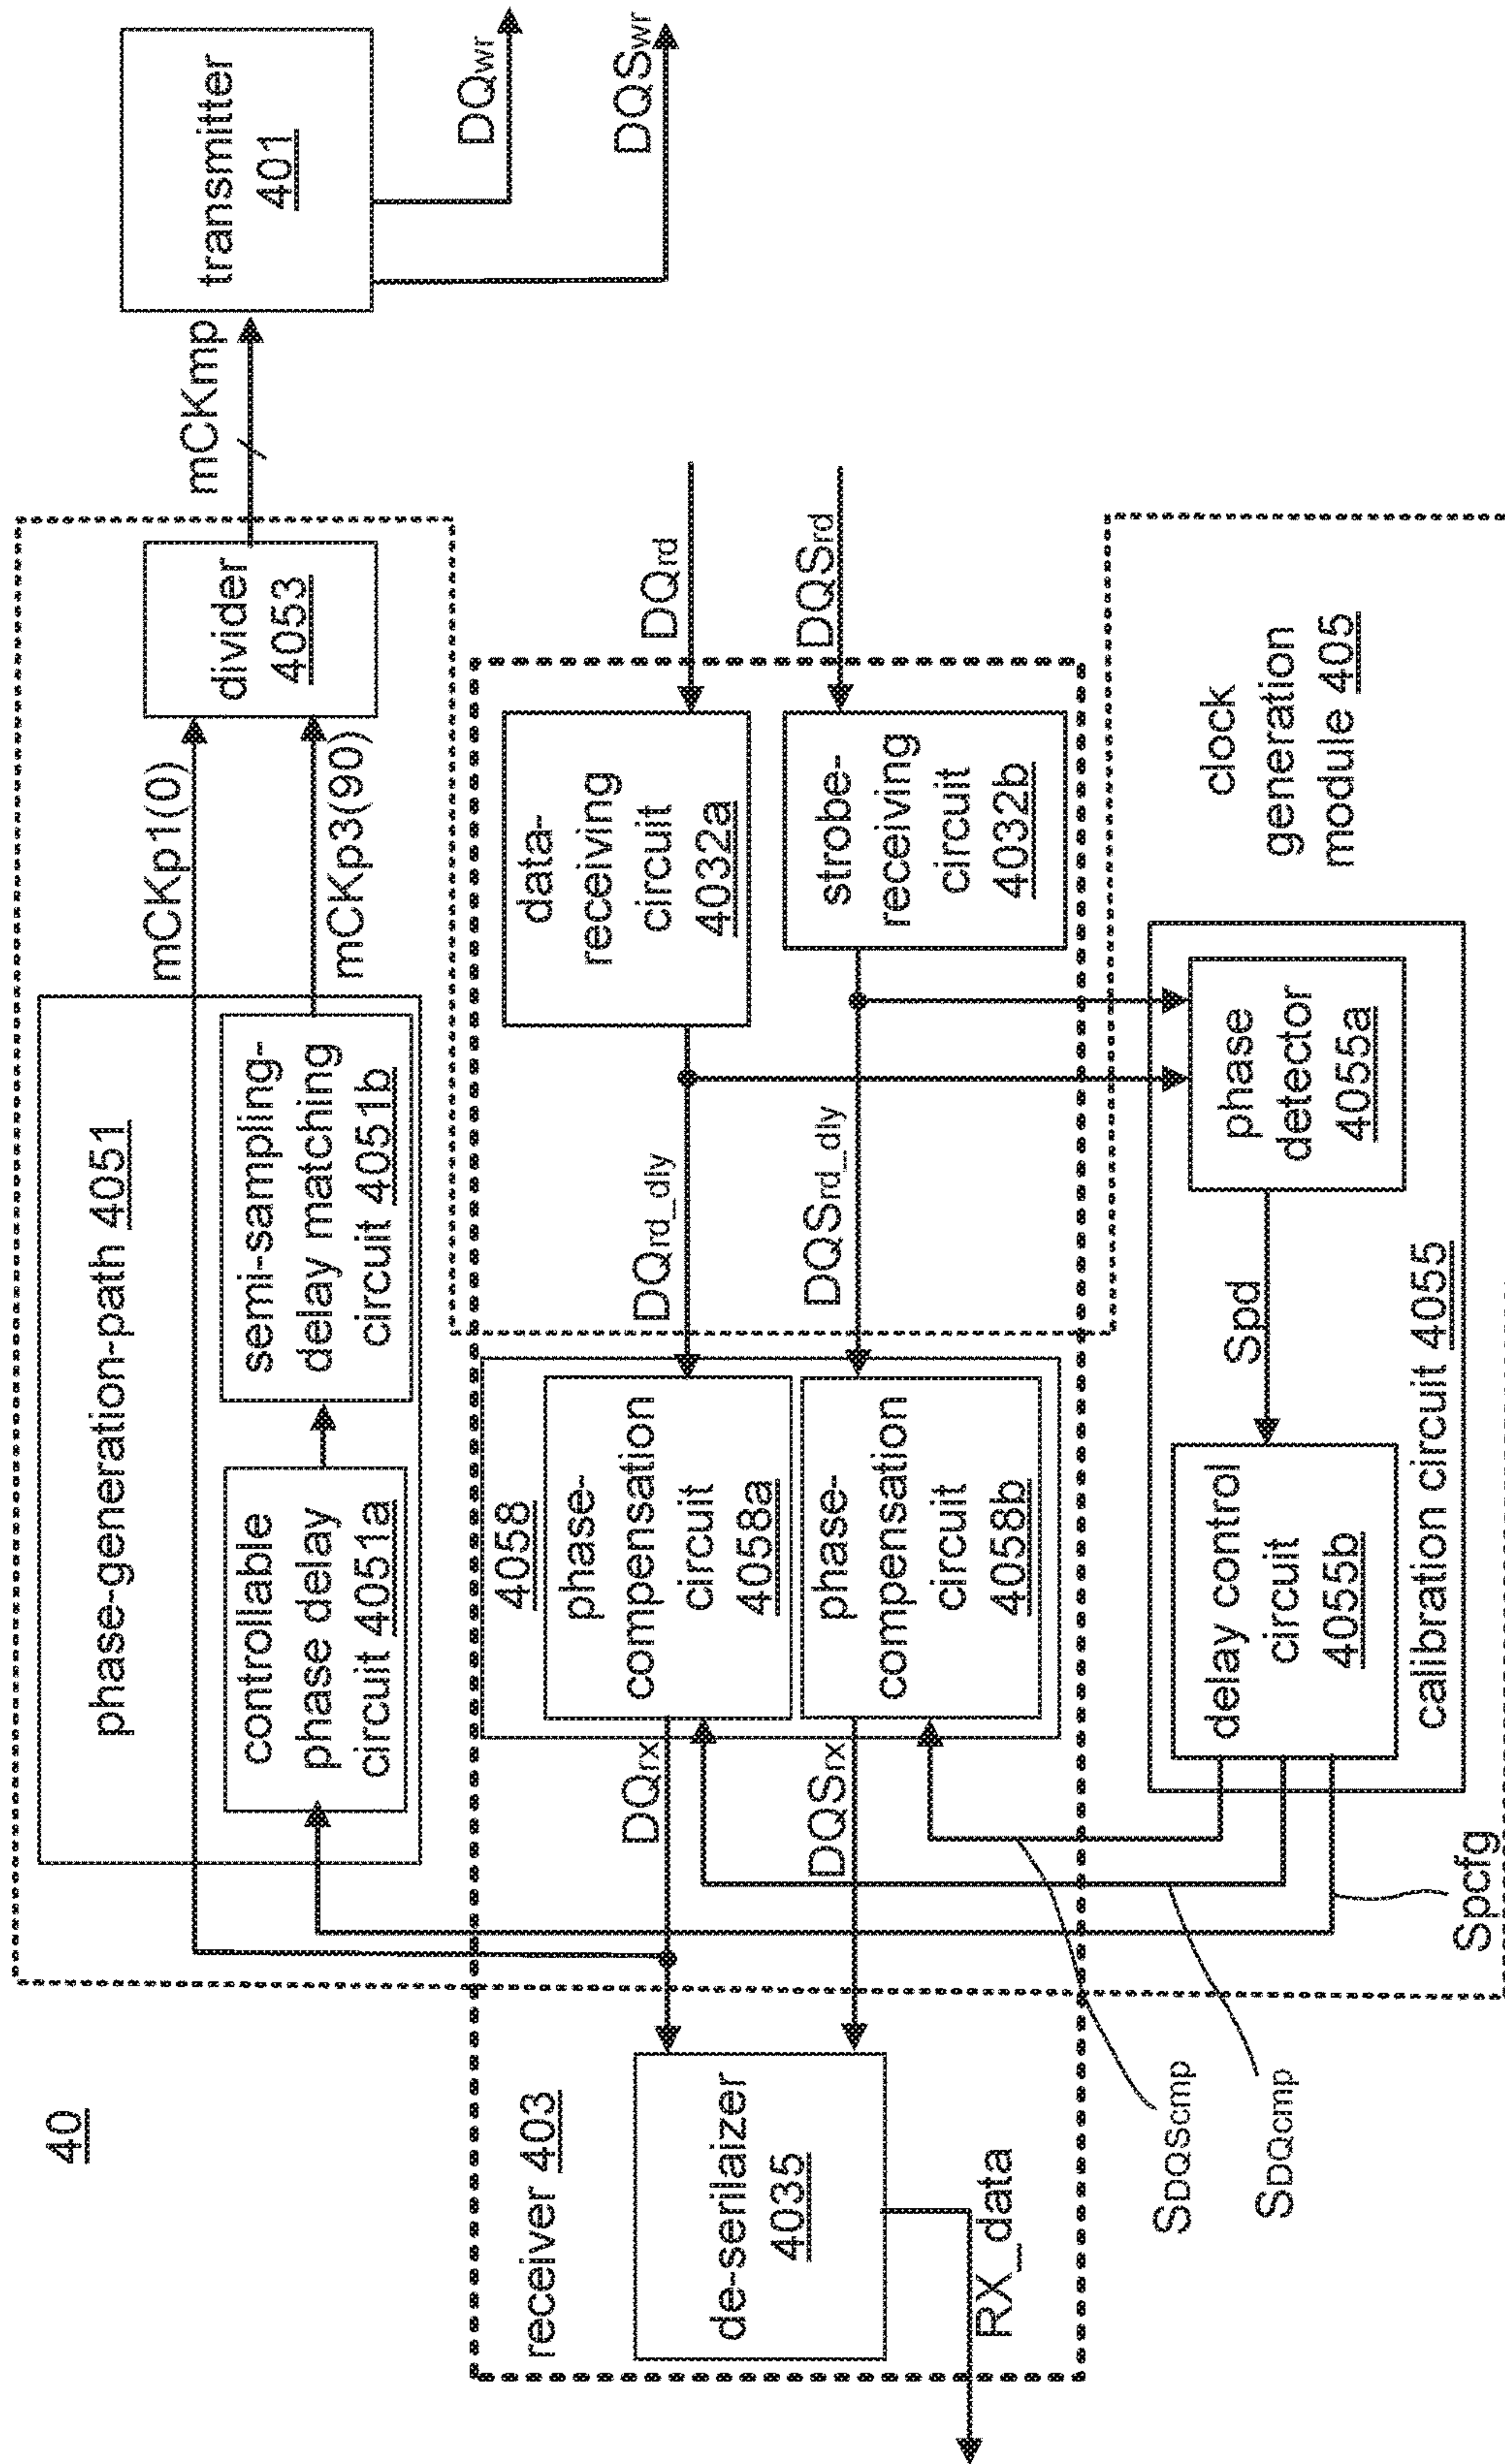 40
phase-generation-path 4051
controllable
phase delay
circuit 4051a
semi-sampling-
delay matching
circuit 4051b
mCKp1(0)
mCKp3(90)
divider
4053
mCKmp
transmitter
401
DQwr
DQSwr
receiver 403
de-serilaizer
4035
RX_data
DQrx
DQSrx
4058
phase-
compensation
circuit
4058a
phase-
compensation
circuit
4058b
DQrd_dly
DQSrd_dly
data-
receiving
circuit
4032a
strobe-
receiving
circuit
4032b
DQrd
DQSrd
SDQScmp
SDQcmp
Spcfg
delay control
circuit
4055b
Spd
phase
detector
4055a
calibration circuit 4055
clock
generation
module 405